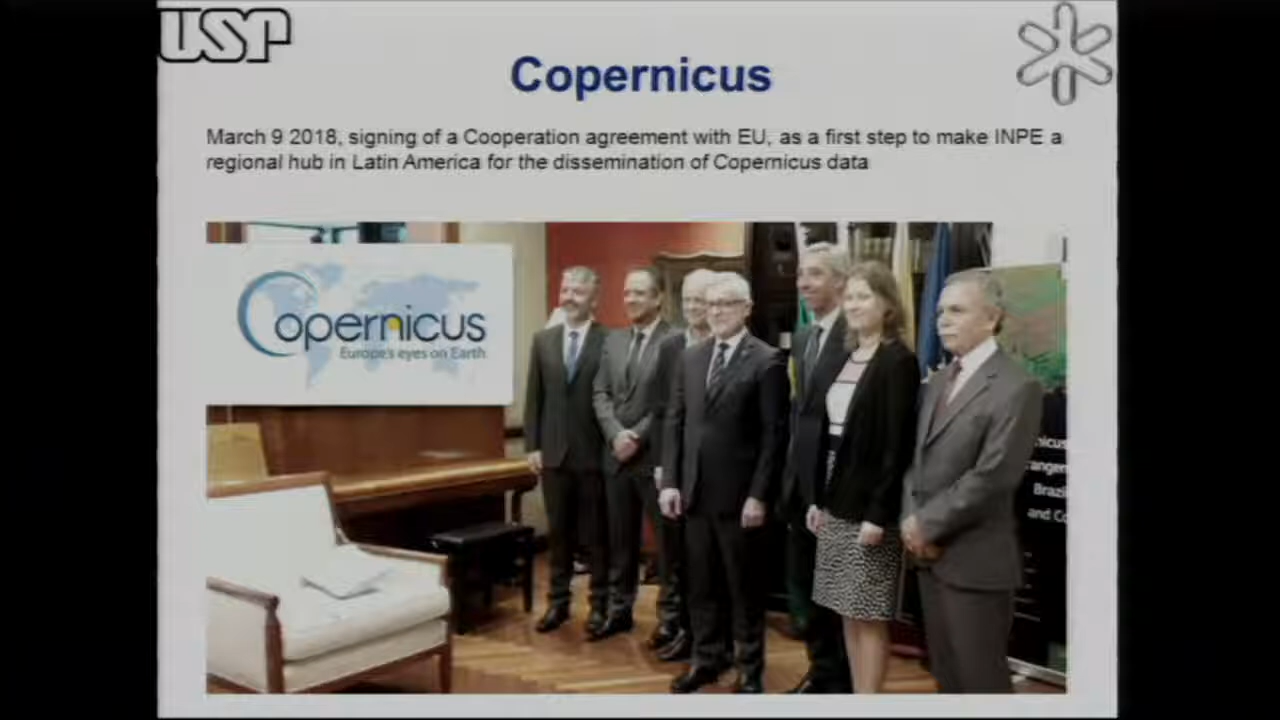 USP
Copernicus
March 9 2018, signing of a Cooperation agreement with EU, as a first step to make INPE a
regional hub in Latin America for the dissemination of Copernicus data
Copernicus
Europe's eyes on Earth
and